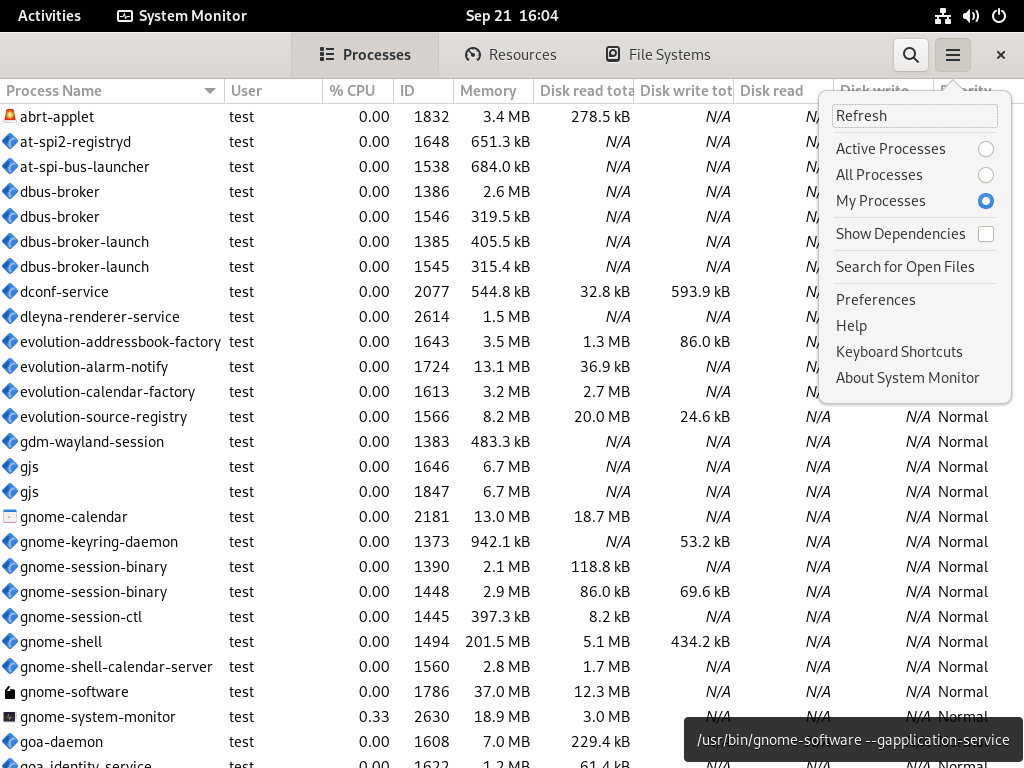 Activities System Monitor Sep 21 16:04
Processes Resources File Systems
Process Name User % CPU ID Memory Disk read tota Disk write tot Disk read
Refresh
Active Processes
All Processes
My Processes
Show Dependencies
Search for Open Files
Preferences
Help
Keyboard Shortcuts
About System Monitor
abrt-applet test 0.00 1832 3.4 MB 278.5 kB N/A
at-spi2-registryd test 0.00 1648 651.3 kB N/A N/A
at-spi-bus-launcher test 0.00 1538 684.0 kB N/A N/A
dbus-broker test 0.00 1386 2.6 MB N/A N/A
dbus-broker test 0.00 1546 319.5 kB N/A N/A
dbus-broker-launch test 0.00 1385 405.5 kB N/A N/A
dbus-broker-launch test 0.00 1545 315.4 kB N/A N/A
dconf-service test 0.00 2077 544.8 kB 32.8 kB 593.9 kB
dleyna-renderer-service test 0.00 2614 1.5 MB N/A N/A
evolution-addressbook-factory test 0.00 1643 3.5 MB 1.3 MB 86.0 kB
evolution-alarm-notify test 0.00 1724 13.1 MB 36.9 kB N/A
evolution-calendar-factory test 0.00 1613 3.2 MB 2.7 MB N/A
evolution-source-registry test 0.00 1566 8.2 MB 20.0 MB 24.6 kB N/A N/A Normal
gdm-wayland-session test 0.00 1383 483.3 kB N/A N/A N/A N/A Normal
gjs test 0.00 1646 6.7 MB N/A N/A N/A N/A Normal
gjs test 0.00 1847 6.7 MB N/A N/A N/A N/A Normal
gnome-calendar test 0.00 2181 13.0 MB 18.7 MB N/A N/A N/A Normal
gnome-keyring-daemon test 0.00 1373 942.1 kB N/A 53.2 kB N/A N/A Normal
gnome-session-binary test 0.00 1390 2.1 MB 118.8 kB N/A N/A N/A Normal
gnome-session-binary test 0.00 1448 2.9 MB 86.0 kB 69.6 kB N/A N/A Normal
gnome-session-ctl test 0.00 1445 397.3 kB 8.2 kB N/A N/A N/A Normal
gnome-shell test 0.00 1494 201.5 MB 5.1 MB 434.2 kB N/A N/A Normal
gnome-shell-calendar-server test 0.00 1560 2.8 MB 1.7 MB N/A N/A N/A Normal
gnome-software test 0.00 1786 37.0 MB 12.3 MB N/A N/A N/A Normal
gnome-system-monitor test 0.33 2630 18.9 MB 3.0 MB
goa-daemon test 0.00 1608 7.0 MB 229.4 kB
/usr/bin/gnome-software --gapplication-service
goa identity service test 0.00 1622 1.2 MB 61.4 kB N/A N/A N/A Normal